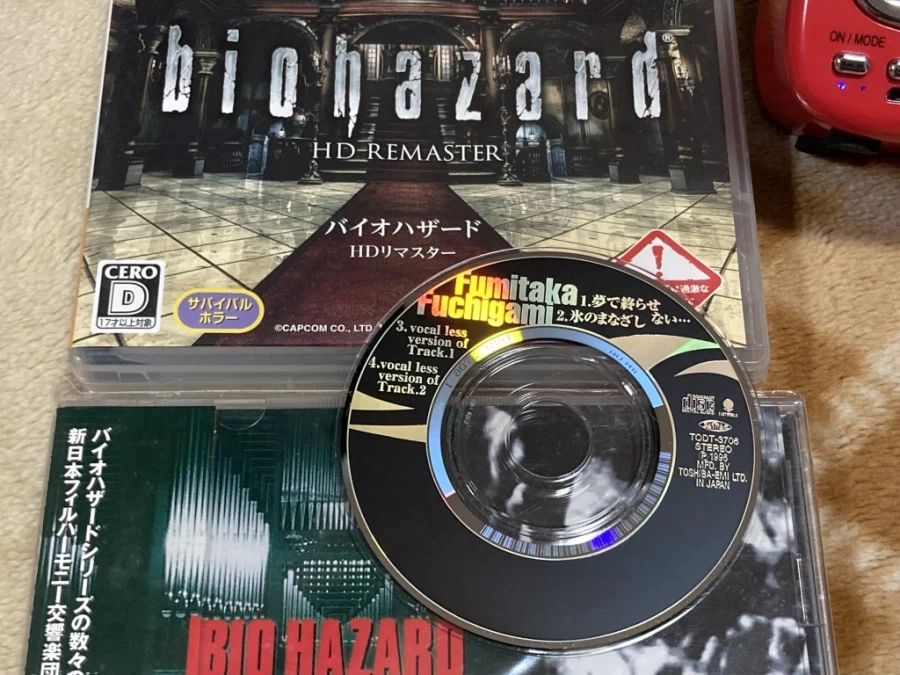 biohazard®
HD REMASTER
バイオハザード
HDリマスター
CERO
D
17才以上対象
サバイバル
ホラー
©CAPCOM CO., LTD.
過激な
ON / MODE
Fumitaka
Fuchigami
1.夢で終らせ
ない…
2.氷のまなざし
3. vocal less
version of
Track.1
4.vocal less
version of
Track.2
TODT-3706
STEREO
Ⓟ 1996
MFD. BY
TOSHIBA-EMI LTD.
IN JAPAN
バイオハザードシリーズの数々の
新日本フィルハーモニー交響楽団
BIO HAZARD